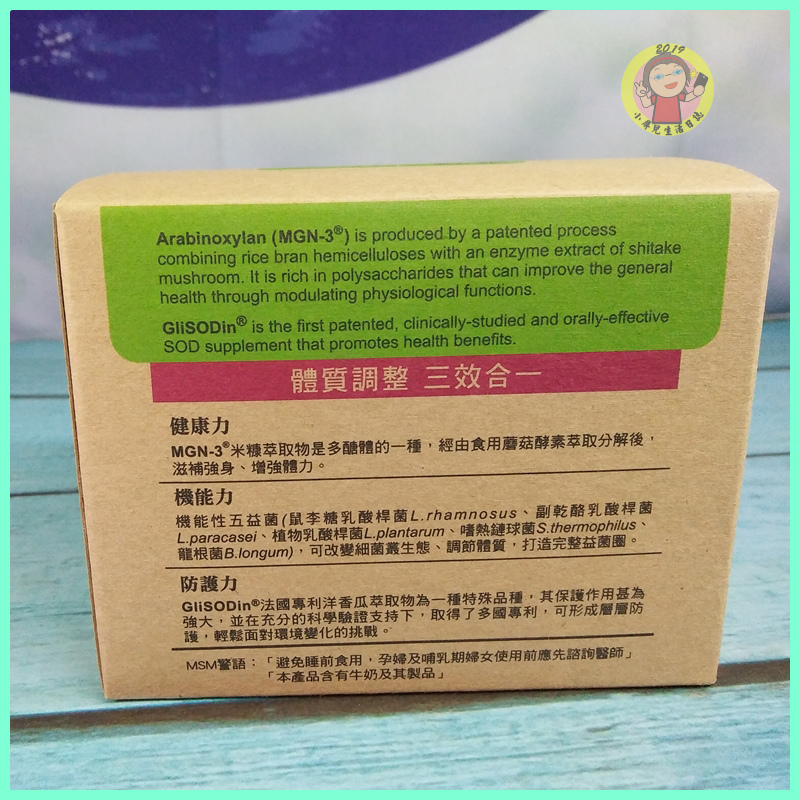 2019
小屏兒生活日誌
Arabinoxylan (MGN-3®) is produced by a patented process
combining rice bran hemicelluloses with an enzyme extract of shitake
mushroom. It is rich in polysaccharides that can improve the general
health through modulating physiological functions.
GliSODin® is the first patented, clinically-studied and orally-effective
SOD supplement that promotes health benefits.
體質調整 三效合一
健康力
MGN-3®米糠萃取物是多醣體的一種，經由食用蘑菇酵素萃取分解後，
滋補強身、增強體力。
機能力
機能性五益菌(鼠李糖乳酸桿菌L.rhamnosus、副乾酪乳酸桿菌
L.paracasei、植物乳酸桿菌L.plantarum、嗜熱鏈球菌S.thermophilus、
龍根菌B.longum)，可改變細菌叢生態、調節體質，打造完整益菌圈。
防護力
GliSODin®法國專利洋香瓜萃取物為一種特殊品種，其保護作用甚為
強大，並在充分的科學驗證支持下，取得了多國專利，可形成層層防
護，輕鬆面對環境變化的挑戰。
MSM警語：「避免睡前食用，孕婦及哺乳期婦女使用前應先諮詢醫師」
「本產品含有牛奶及其製品」